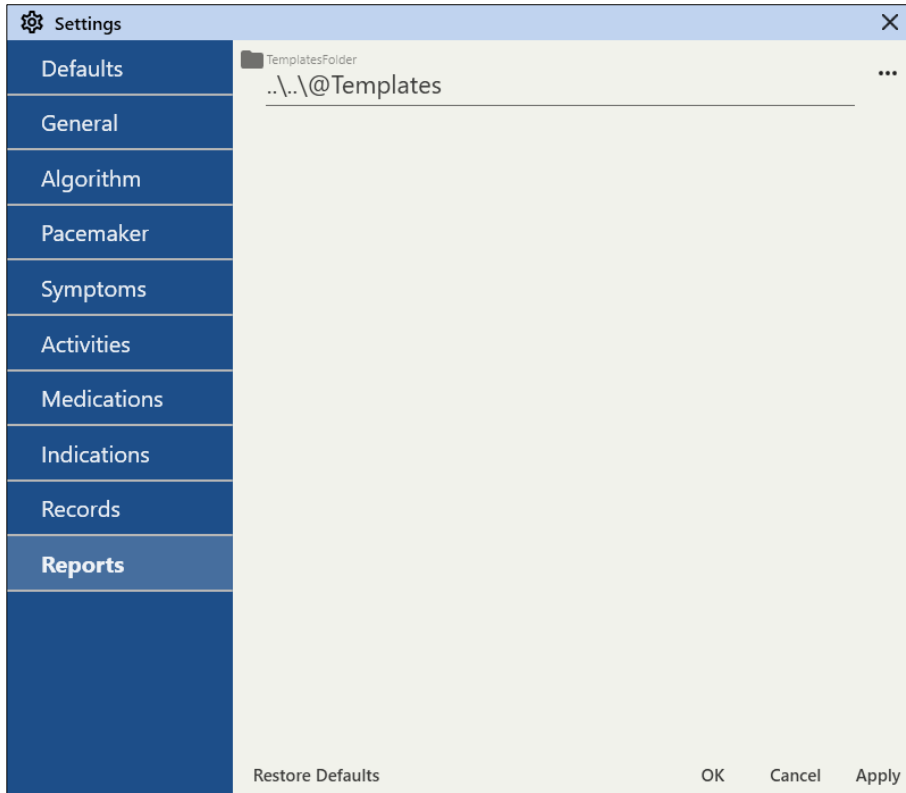 Settings
Defaults
General
Algorithm
Pacemaker
Symptoms
Activities
Medications
Indications
Records
Reports
TemplatesFolder
..\..\@Templates
...
Restore Defaults
OK
Cancel
Apply